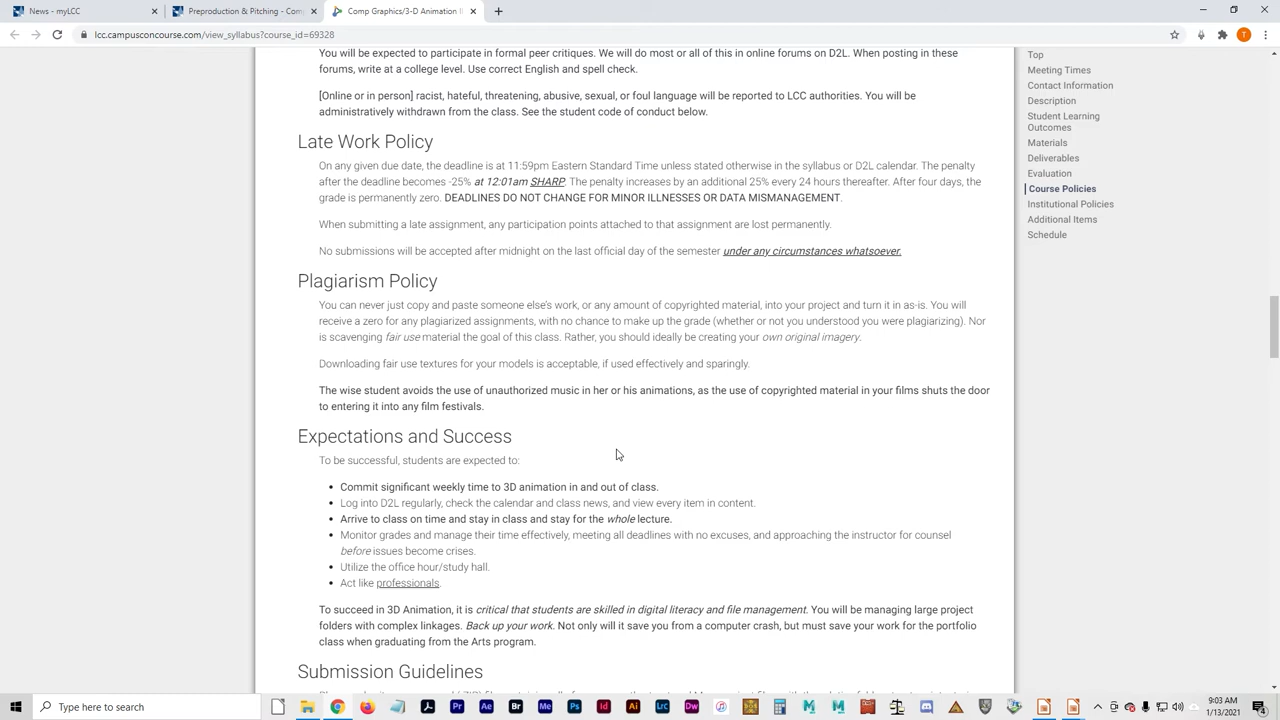 News - myLCC
Preproduction & Pitching - Comp
Comp Graphics/3-D Animation I
lcc.campusconcourse.com/view_syllabus?course_id=69328
You will be expected to participate in formal peer critiques. We will do most or all of this in online forums on D2L. When posting in these
forums, write at a college level. Use correct English and spell check.
[Online or in person] racist, hateful, threatening, abusive, sexual, or foul language will be reported to LCC authorities. You will be
administratively withdrawn from the class. See the student code of conduct below.
Late Work Policy
On any given due date, the deadline is at 11:59pm Eastern Standard Time unless stated otherwise in the syllabus or D2L calendar. The penalty
after the deadline becomes -25% at 12:01am SHARP. The penalty increases by an additional 25% every 24 hours thereafter. After four days, the
grade is permanently zero. DEADLINES DO NOT CHANGE FOR MINOR ILLNESSES OR DATA MISMANAGEMENT.
When submitting a late assignment, any participation points attached to that assignment are lost permanently.
No submissions will be accepted after midnight on the last official day of the semester under any circumstances whatsoever.
Plagiarism Policy
You can never just copy and paste someone else's work, or any amount of copyrighted material, into your project and turn it in as-is. You will
receive a zero for any plagiarized assignments, with no chance to make up the grade (whether or not you understood you were plagiarizing). Nor
is scavenging fair use material the goal of this class. Rather, you should ideally be creating your own original imagery.
Downloading fair use textures for your models is acceptable, if used effectively and sparingly.
The wise student avoids the use of unauthorized music in her or his animations, as the use of copyrighted material in your films shuts the door
to entering it into any film festivals.
Expectations and Success
To be successful, students are expected to:
• Commit significant weekly time to 3D animation in and out of class.
• Log into D2L regularly, check the calendar and class news, and view every item in content.
• Arrive to class on time and stay in class and stay for the whole lecture.
• Monitor grades and manage their time effectively, meeting all deadlines with no excuses, and approaching the instructor for counsel
before issues become crises.
• Utilize the office hour/study hall.
• Act like professionals.
To succeed in 3D Animation, it is critical that students are skilled in digital literacy and file management. You will be managing large project
folders with complex linkages. Back up your work. Not only will it save you from a computer crash, but must save your work for the portfolio
class when graduating from the Arts program.
Submission Guidelines
Top
Meeting Times
Contact Information
Description
Student Learning
Outcomes
Materials
Deliverables
Evaluation
Course Policies
Institutional Policies
Additional Items
Schedule
Type here to search
9:03 AM
1/13/2021